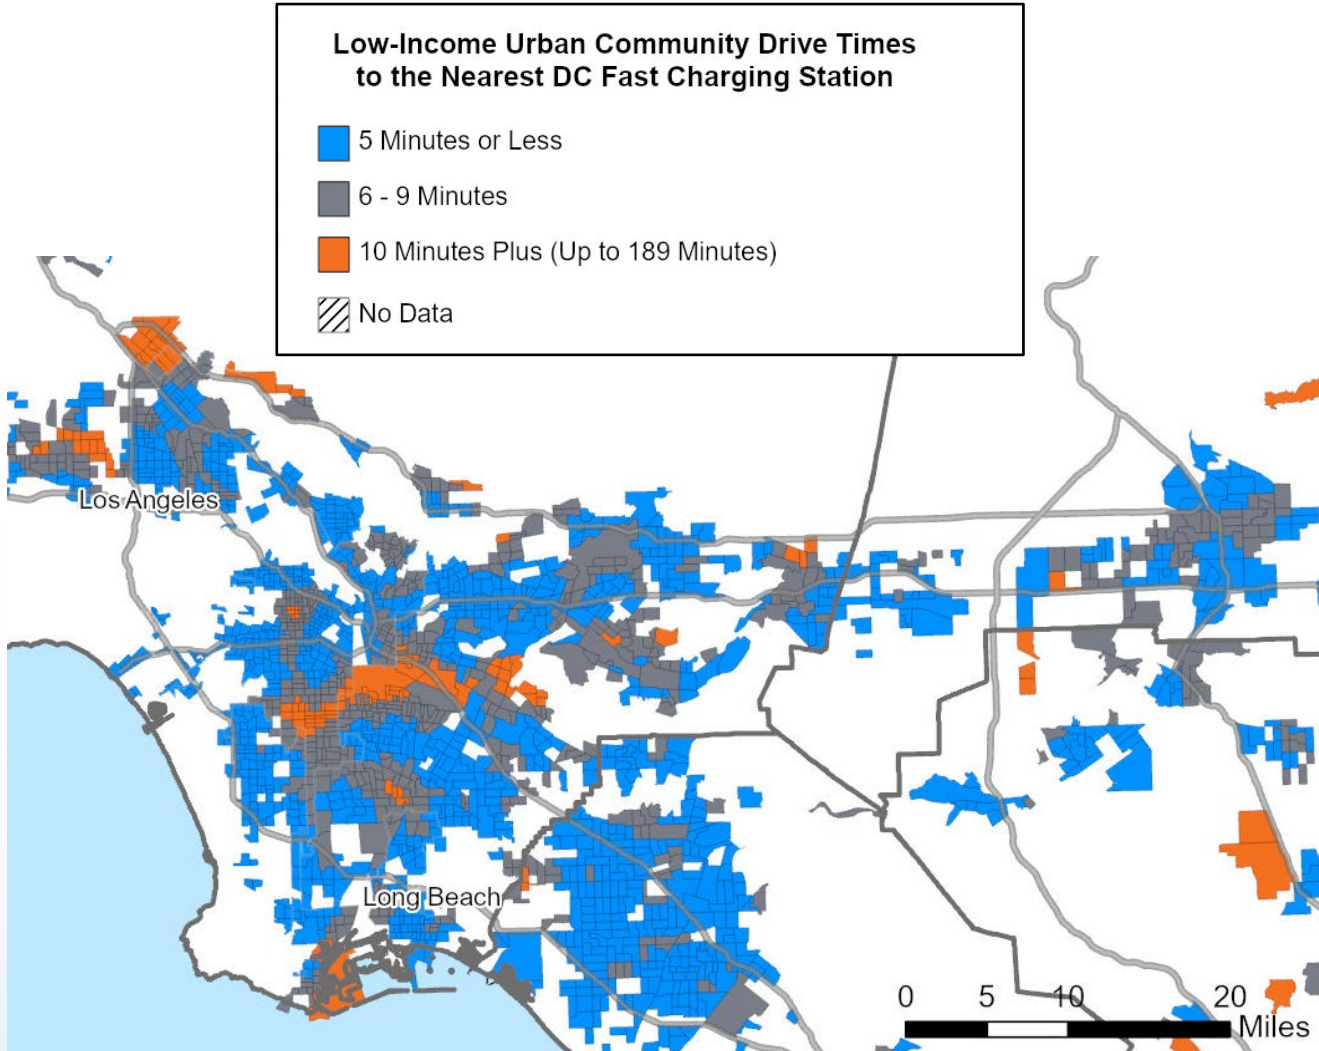 Low-Income Urban Community Drive Times
to the Nearest DC Fast Charging Station
5 Minutes or Less
6 - 9 Minutes
10 Minutes Plus (Up to 189 Minutes)
No Data
Los Angeles
Long Beach
0 5 10 20
Miles